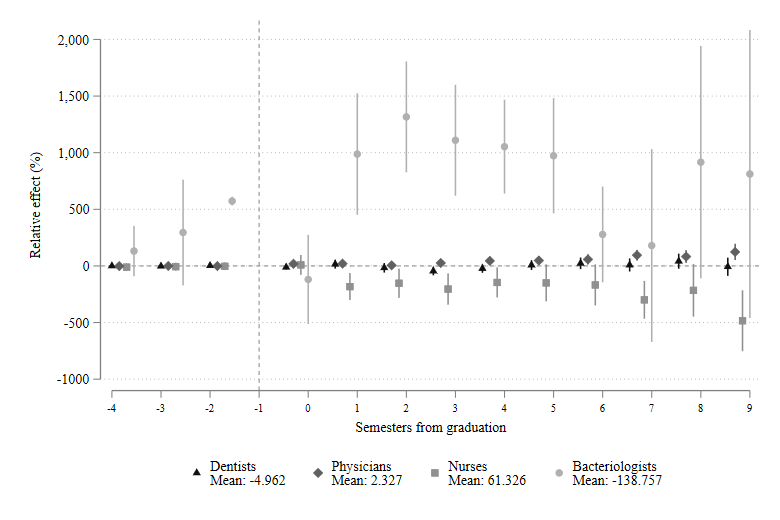 2,000
1,500
1,000
500
0
-500
-1000
Relative effect (%)
-4 -3 -2 -1 0 1 2 3 4 5 6 7 8 9
Semesters from graduation
Dentists Physicians Nurses Bacteriologists
Mean: -4.962 Mean: 2.327 Mean: 61.326 Mean: -138.757